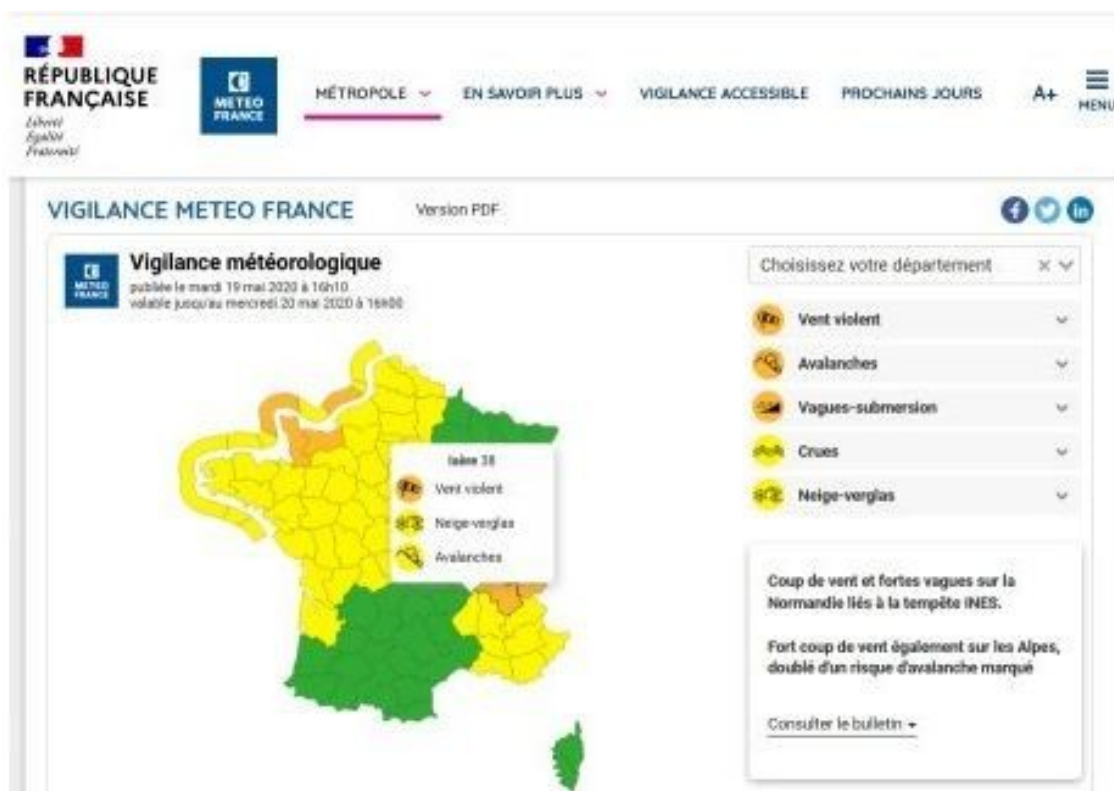 RÉPUBLIQUE
FRANÇAISE
Liberté
Égalité
Fraternité
METEO
FRANCE
MÉTROPOLE
EN SAVOIR PLUS
VIGILANCE ACCESSIBLE
PROCHAINS JOURS
A+
MENU
VIGILANCE METEO FRANCE
Version PDF
METEO
FRANCE
Vigilance météorologique
publiée le mardi 19 mai 2020 à 16h10
valable jusqu'au mercredi 20 mai 2020 à 16h00
Choisissez votre département
Vent violent
Avalanches
Vagues-submersion
Crues
Neige-verglas
Isère 38
Vent violent
Neige-verglas
Avalanches
Coup de vent et fortes vagues sur la
Normandie liés à la tempête INES.
Fort coup de vent également sur les Alpes,
doublé d'un risque d'avalanche marqué
Consulter le bulletin